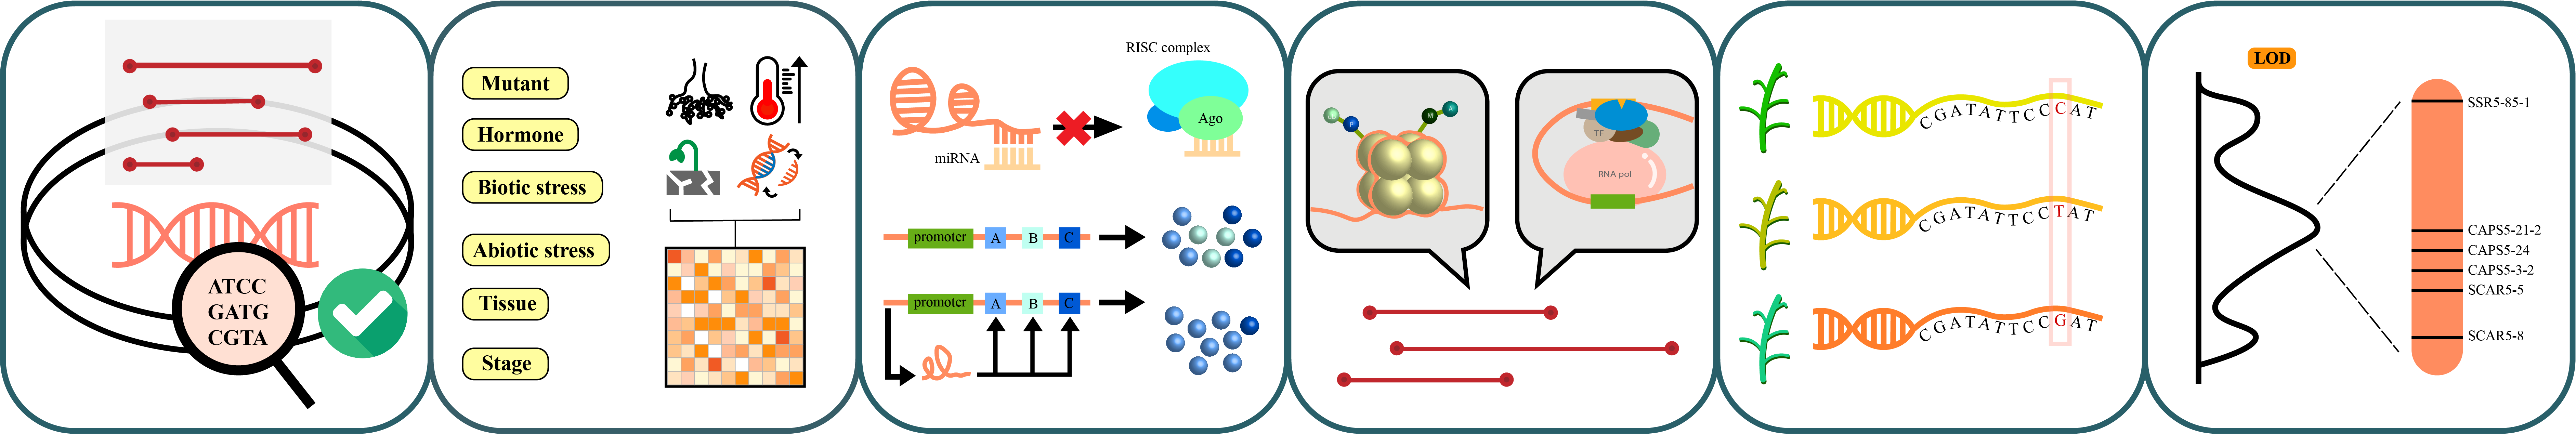 ATCC
GATG
CGTA
Mutant
Hormone
Biotic stress
Abiotic stress
Tissue
Stage
RISC complex
Ago
miRNA
promoter A B C
promoter A B C
P
M
A
TF
RNA pol
CGATATTCCCAT
CGATATTCCTAT
CGATATTCCGAT
LOD
SSR5-85-1
CAPS5-21-2
CAPS5-24
CAPS5-3-2
SCAR5-5
SCAR5-8